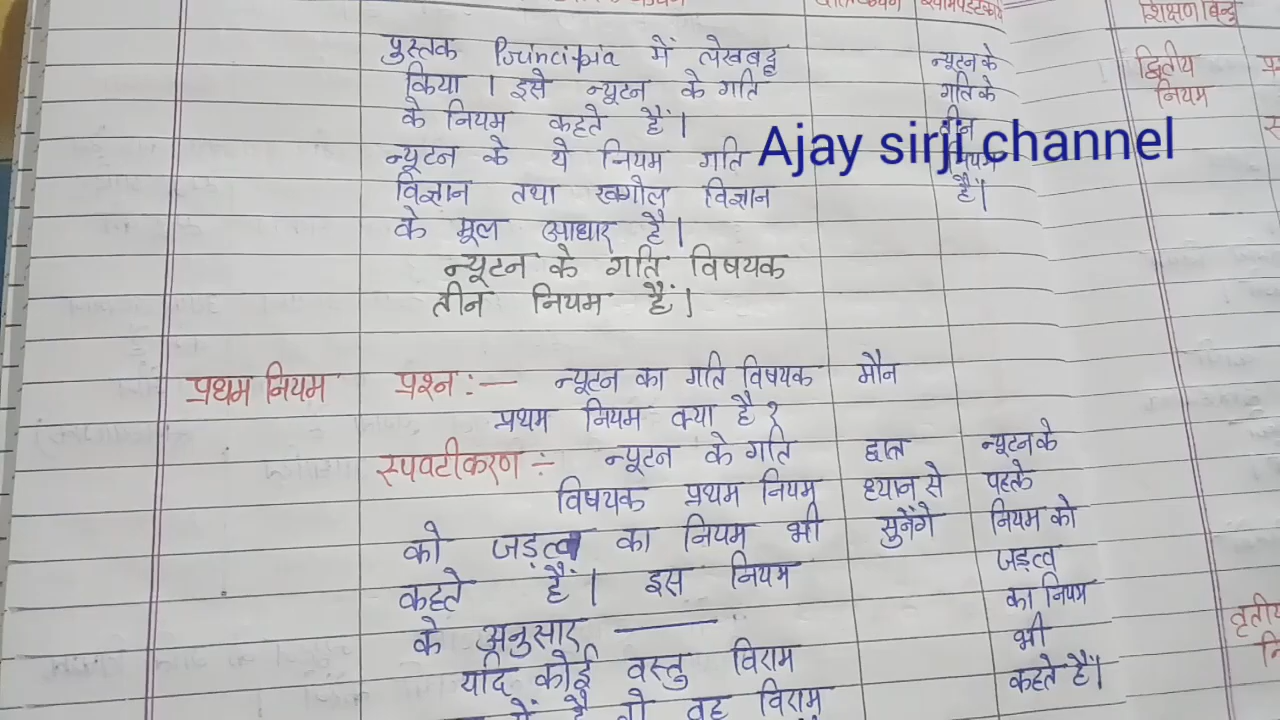 शिक्षण बिन्दु
पुस्तक Principia में लेखबद्ध
किया । इसे न्यूटन के गति
के नियम कहते हैं ।
न्यूटन के ये नियम गति
विज्ञान तथा खगोल विज्ञान
के मूल आधार है ।
न्यूटन के गति विषयक
तीन नियम हैं ।
न्यूटन के
गति के
तीन
नियम
हैं ।
Ajay sirji channel
द्वितीय
नियम
प्रथम नियम
प्रश्न :— न्यूटन का गति विषयक
प्रथम नियम क्या है ?
मौन
स्पष्टीकरण :- न्यूटन के गति
विषयक प्रथम नियम
को जड़त्व का नियम भी
कहते हैं । इस नियम
के अनुसार ———
यदि कोई वस्तु विराम
में है तो वह विराम
छात्र
ध्यान से
सुनेंगे
न्यूटन के
पहले
नियम को
जड़त्व
का नियम
भी
कहते हैं।